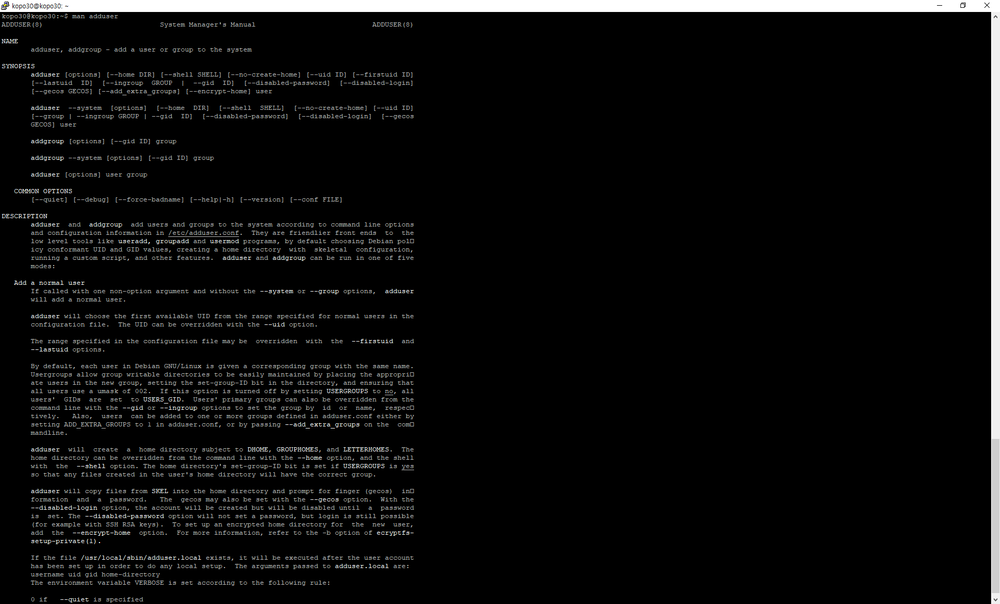 kopo30@kopo30: ~
kopo30@kopo30:~$ man adduser
ADDUSER(8) System Manager's Manual ADDUSER(8)
NAME
adduser, addgroup - add a user or group to the system
SYNOPSIS
adduser [options] [--home DIR] [--shell SHELL] [--no-create-home] [--uid ID] [--firstuid ID]
[--lastuid ID] [--ingroup GROUP | --gid ID] [--disabled-password] [--disabled-login]
[--gecos GECOS] [--add_extra_groups] [--encrypt-home] user
adduser --system [options] [--home DIR] [--shell SHELL] [--no-create-home] [--uid ID]
[--group | --ingroup GROUP | --gid ID] [--disabled-password] [--disabled-login] [--gecos
GECOS] user
addgroup [options] [--gid ID] group
addgroup --system [options] [--gid ID] group
adduser [options] user group
COMMON OPTIONS
[--quiet] [--debug] [--force-badname] [--help|-h] [--version] [--conf FILE]
DESCRIPTION
adduser and addgroup add users and groups to the system according to command line options
and configuration information in /etc/adduser.conf. They are friendlier front ends to the
low level tools like useradd, groupadd and usermod programs, by default choosing Debian pol□
icy conformant UID and GID values, creating a home directory with skeletal configuration,
running a custom script, and other features. adduser and addgroup can be run in one of five
modes:
Add a normal user
If called with one non-option argument and without the --system or --group options, adduser
will add a normal user.
adduser will choose the first available UID from the range specified for normal users in the
configuration file. The UID can be overridden with the --uid option.
The range specified in the configuration file may be overridden with the --firstuid and
--lastuid options.
By default, each user in Debian GNU/Linux is given a corresponding group with the same name.
Usergroups allow group writable directories to be easily maintained by placing the appropri□
ate users in the new group, setting the set-group-ID bit in the directory, and ensuring that
all users use a umask of 002. If this option is turned off by setting USERGROUPS to no, all
users' GIDs are set to USERS_GID. Users' primary groups can also be overridden from the
command line with the --gid or --ingroup options to set the group by id or name, respec□
tively. Also, users can be added to one or more groups defined in adduser.conf either by
setting ADD_EXTRA_GROUPS to 1 in adduser.conf, or by passing --add_extra_groups on the com□
mandline.
adduser will create a home directory subject to DHOME, GROUPHOMES, and LETTERHOMES. The
home directory can be overridden from the command line with the --home option, and the shell
with the --shell option. The home directory's set-group-ID bit is set if USERGROUPS is yes
so that any files created in the user's home directory will have the correct group.
adduser will copy files from SKEL into the home directory and prompt for finger (gecos) in□
formation and a password. The gecos may also be set with the --gecos option. With the
--disabled-login option, the account will be created but will be disabled until a password
is set. The --disabled-password option will not set a password, but login is still possible
(for example with SSH RSA keys). To set up an encrypted home directory for the new user,
add the --encrypt-home option. For more information, refer to the -b option of ecryptfs-
setup-private(1).
If the file /usr/local/sbin/adduser.local exists, it will be executed after the user account
has been set up in order to do any local setup. The arguments passed to adduser.local are:
username uid gid home-directory
The environment variable VERBOSE is set according to the following rule:
0 if --quiet is specified